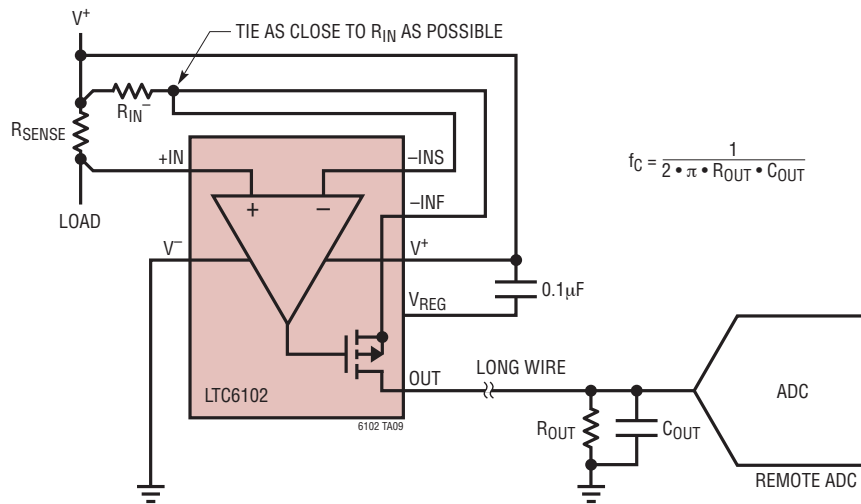 V+
TIE AS CLOSE TO RIN AS POSSIBLE
RIN–
RSENSE
+IN
–INS
fC = 1 / 2 • π • ROUT • COUT
+
–
–INF
LOAD
V–
V+
0.1µF
VREG
LTC6102
OUT
LONG WIRE
ADC
6102 TA09
ROUT
COUT
REMOTE ADC